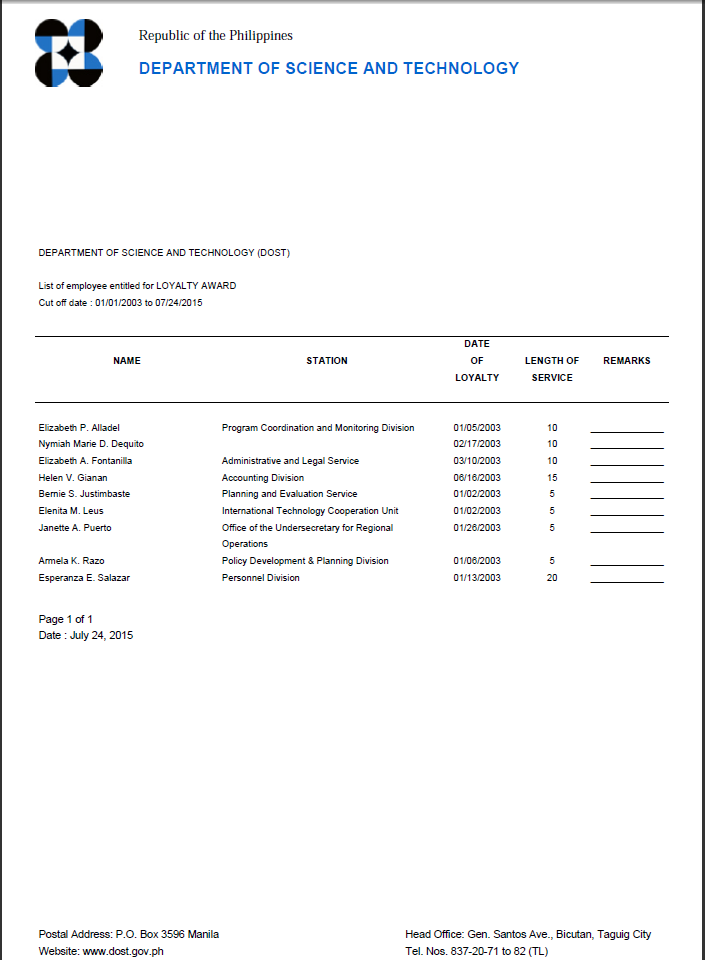 Republic of the Philippines
DEPARTMENT OF SCIENCE AND TECHNOLOGY
DEPARTMENT OF SCIENCE AND TECHNOLOGY (DOST)
List of employee entitled for LOYALTY AWARD
Cut off date : 01/01/2003 to 07/24/2015
NAME STATION DATE OF LOYALTY LENGTH OF SERVICE REMARKS
Elizabeth P. Alladel Program Coordination and Monitoring Division 01/05/2003 10
Nymiah Marie D. Dequito 02/17/2003 10
Elizabeth A. Fontanilla Administrative and Legal Service 03/10/2003 10
Helen V. Gianan Accounting Division 06/16/2003 15
Bernie S. Justimbaste Planning and Evaluation Service 01/02/2003 5
Elenita M. Leus International Technology Cooperation Unit 01/02/2003 5
Janette A. Puerto Office of the Undersecretary for Regional 01/26/2003 5
Operations
Armela K. Razo Policy Development & Planning Division 01/06/2003 5
Esperanza E. Salazar Personnel Division 01/13/2003 20
Page 1 of 1
Date : July 24, 2015
Postal Address: P.O. Box 3596 Manila Head Office: Gen. Santos Ave., Bicutan, Taguig City
Website: www.dost.gov.ph Tel. Nos. 837-20-71 to 82 (TL)